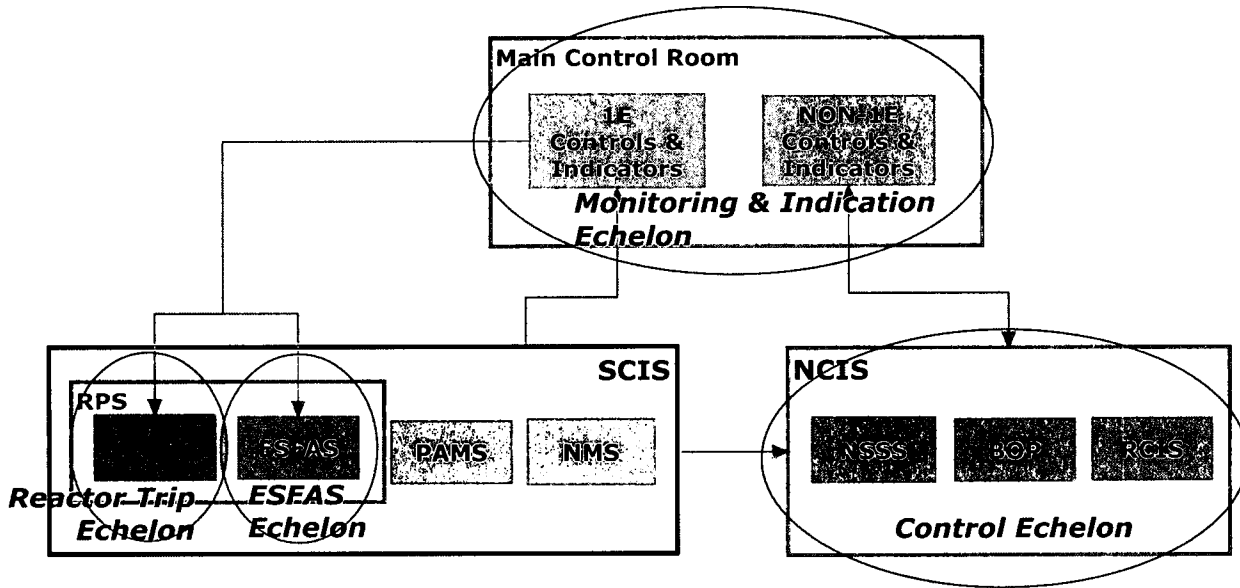 Main Control Room
1E
Controls &
Indicators
NON-1E
Controls &
Indicators
Monitoring & Indication
Echelon
SCIS
RPS
ESFAS
PAMS
NMS
Reactor Trip
Echelon
ESFAS
Echelon
NCIS
NSSS
BOP
RCIS
Control Echelon